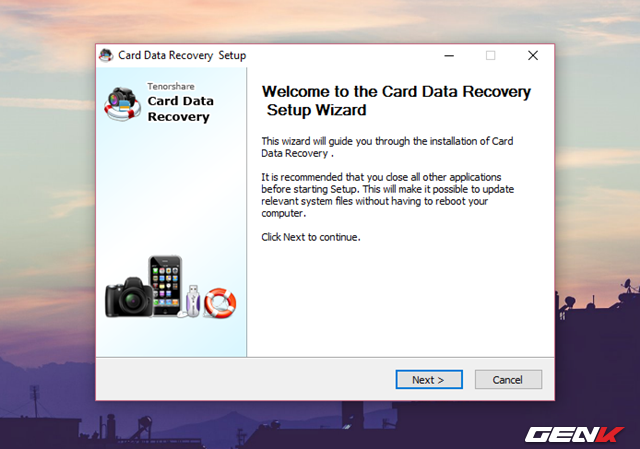 Card Data Recovery  Setup
Tenorshare
Card Data
Recovery
Welcome to the Card Data Recovery
Setup Wizard
This wizard will guide you through the installation of Card
Data Recovery .
It is recommended that you close all other applications
before starting Setup. This will make it possible to update
relevant system files without having to reboot your
computer.
Click Next to continue.
Next >
Cancel
GENK